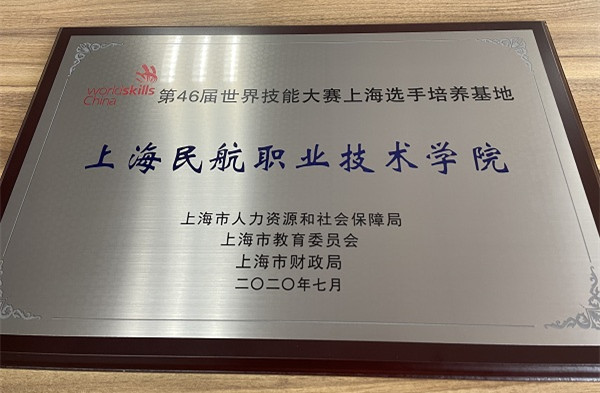 worldskills
China
第46届世界技能大赛上海选手培养基地
上海民航职业技术学院
上海市人力资源和社会保障局
上海市教育委员会
上海市财政局
二〇二〇年七月